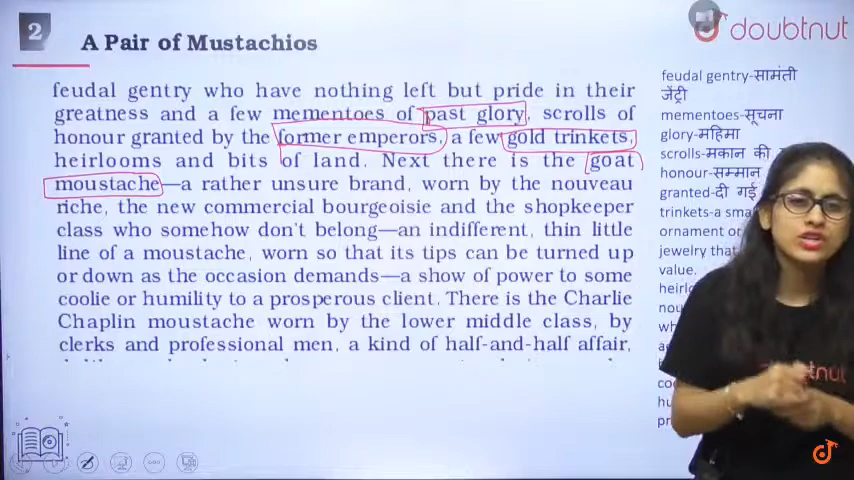 2
A Pair of Mustachios
doubtnut
feudal gentry who have nothing left but pride in their
greatness and a few mementoes of past glory, scrolls of
honour granted by the former emperors, a few gold trinkets,
heirlooms and bits of land. Next there is the goat
moustache—a rather unsure brand, worn by the nouveau
riche, the new commercial bourgeoisie and the shopkeeper
class who somehow don't belong—an indifferent, thin little
line of a moustache, worn so that its tips can be turned up
or down as the occasion demands—a show of power to some
coolie or humility to a prosperous client. There is the Charlie
Chaplin moustache worn by the lower middle class, by
clerks and professional men, a kind of half-and-half affair,
feudal gentry-सामंती
जेंट्री
mementoes-सूचना
glory-महिमा
scrolls-मकान की
honour-सम्मान
granted-दी गई
trinkets-a
ornament or
jewelry that
value.